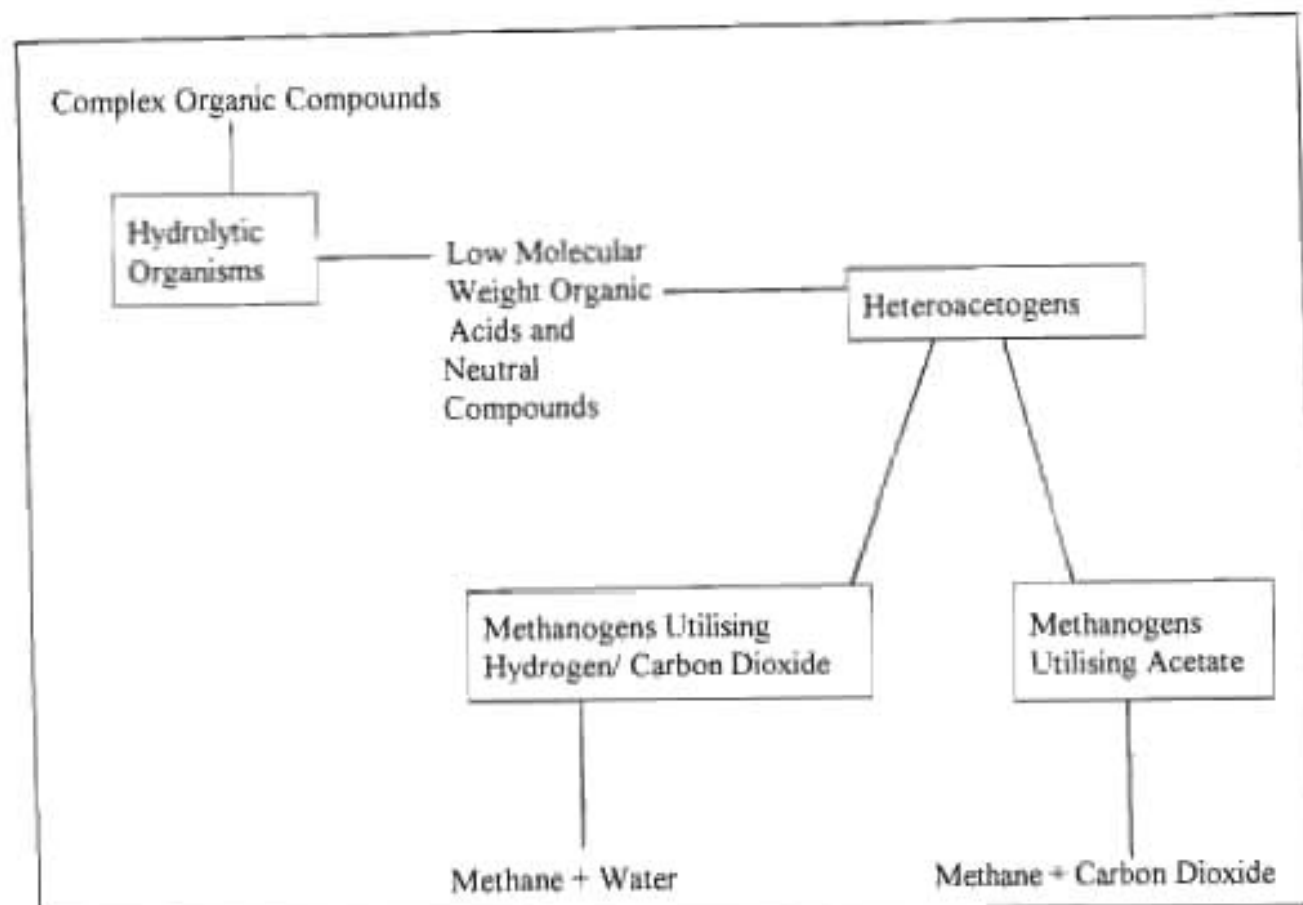 Complex Organic Compounds
Hydrolytic
Organisms
Low Molecular
Weight Organic
Acids and
Neutral
Compounds
Heteroacetogens
Methanogens Utilising
Hydrogen/ Carbon Dioxide
Methanogens
Utilising Acetate
Methane + Water
Methane + Carbon Dioxide